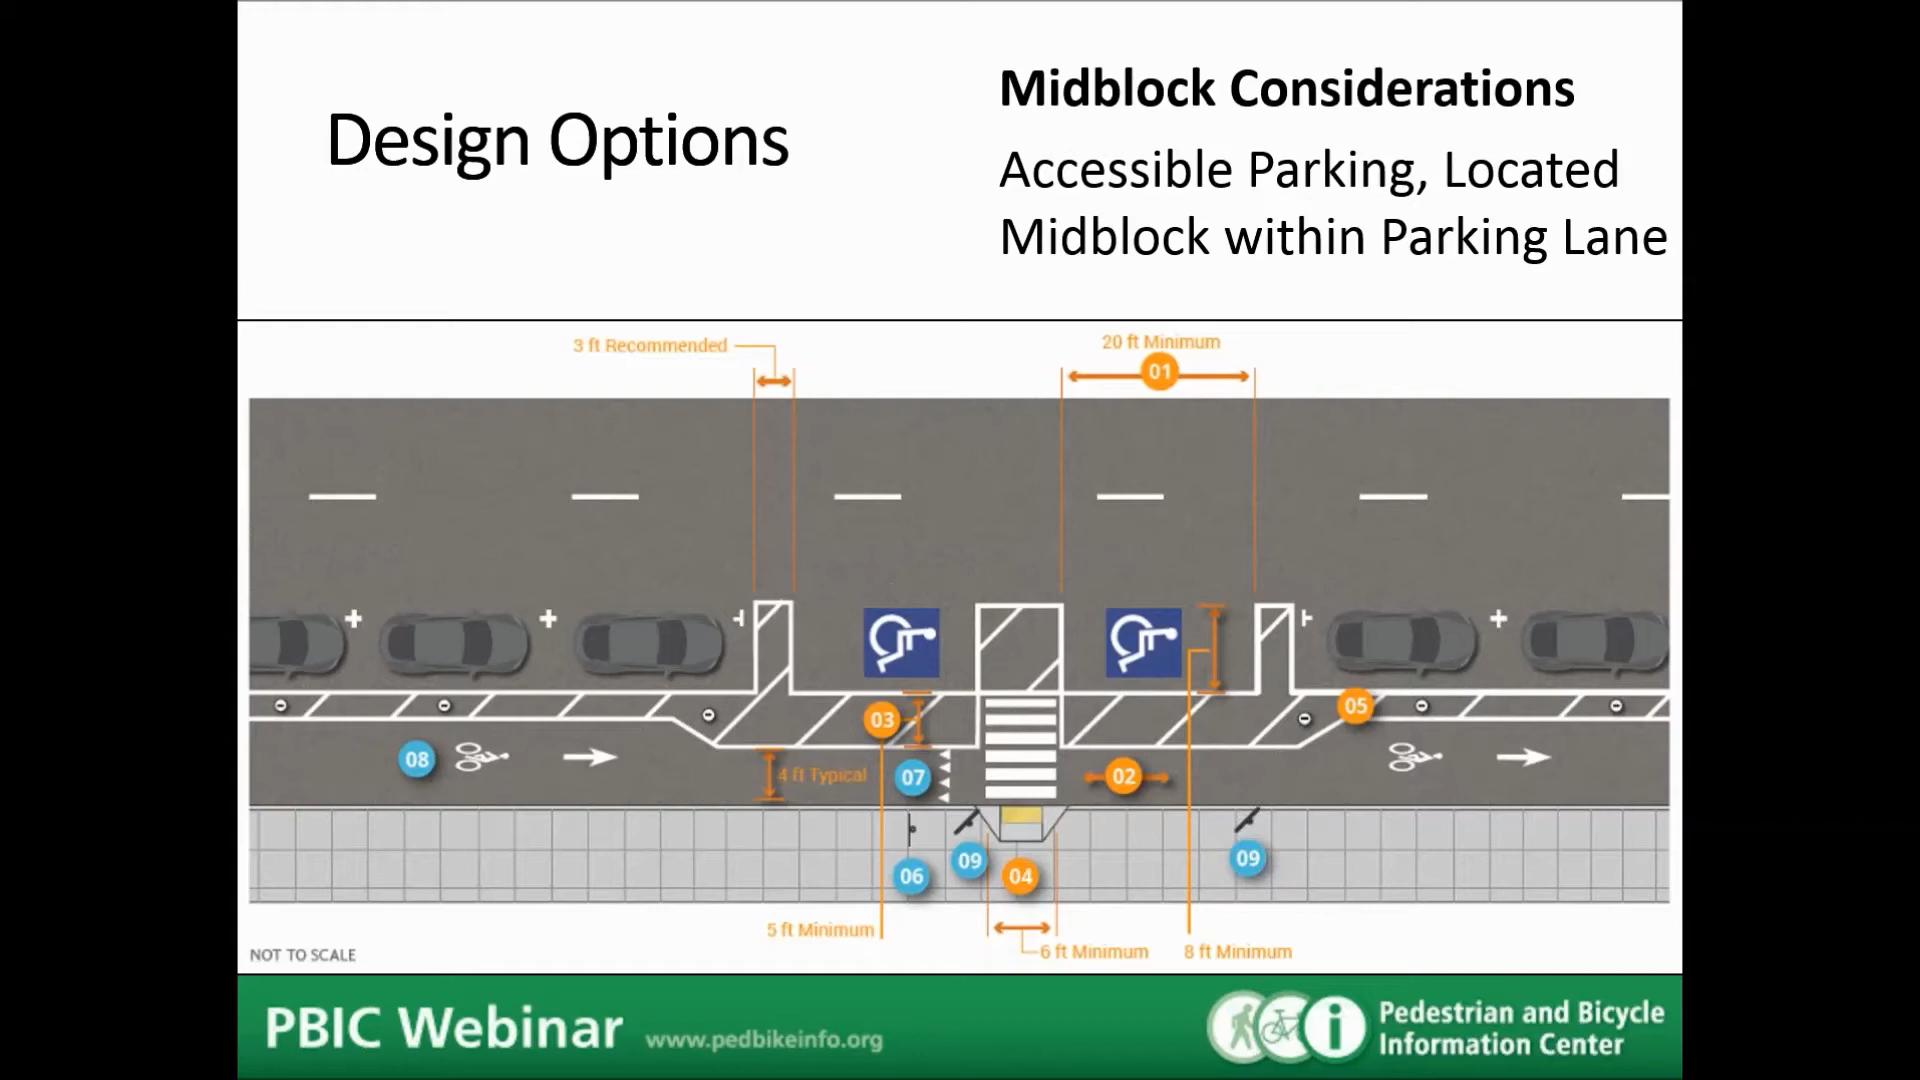 Design Options
Midblock Considerations
Accessible Parking, Located
Midblock within Parking Lane
3 ft Recommended
20 ft Minimum
01
03
05
08
4 ft Typical
07
02
06
09
04
09
5 ft Minimum
6 ft Minimum
8 ft Minimum
NOT TO SCALE
PBIC Webinar
www.pedbikeinfo.org
Pedestrian and Bicycle
Information Center